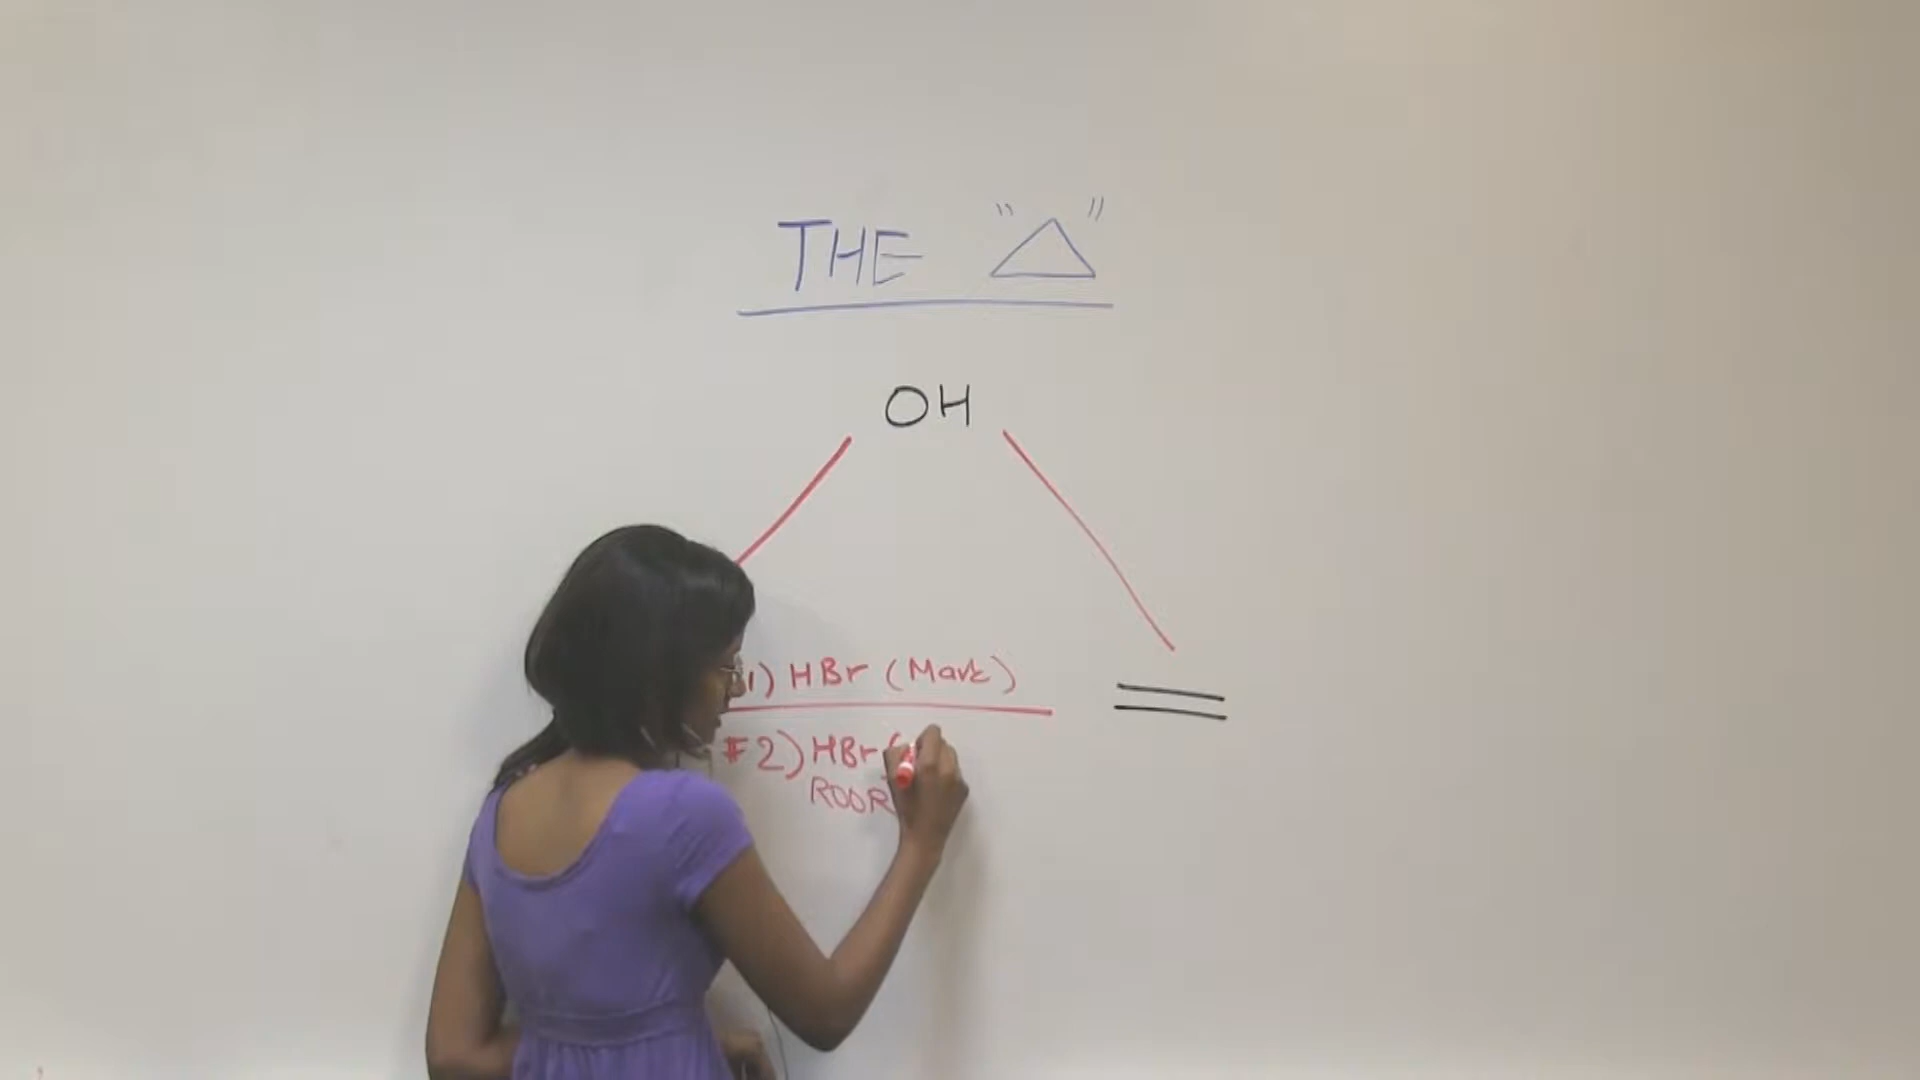 THE "△"
OH
1) HBr (Mark)
#2) HBr (
ROOR